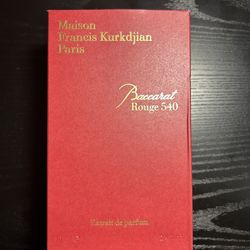 Maison
Francis Kurkdjian
Paris
Baccarat
Rouge 540
Extrait de parfum